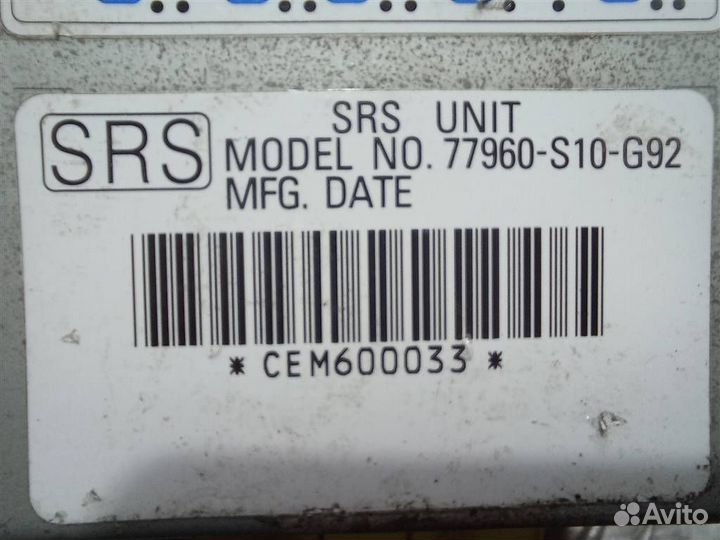 SRS
SRS UNIT
MODEL NO. 77960-S10-G92
MFG. DATE
*CEM600033*
Avito